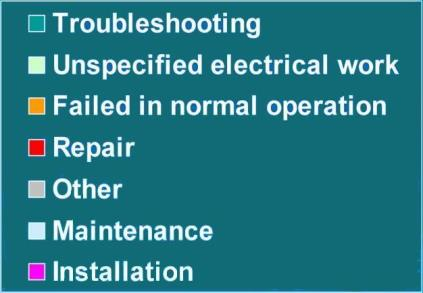 Troubleshooting
Unspecified electrical work
Failed in normal operation
Repair
Other
Maintenance
Installation